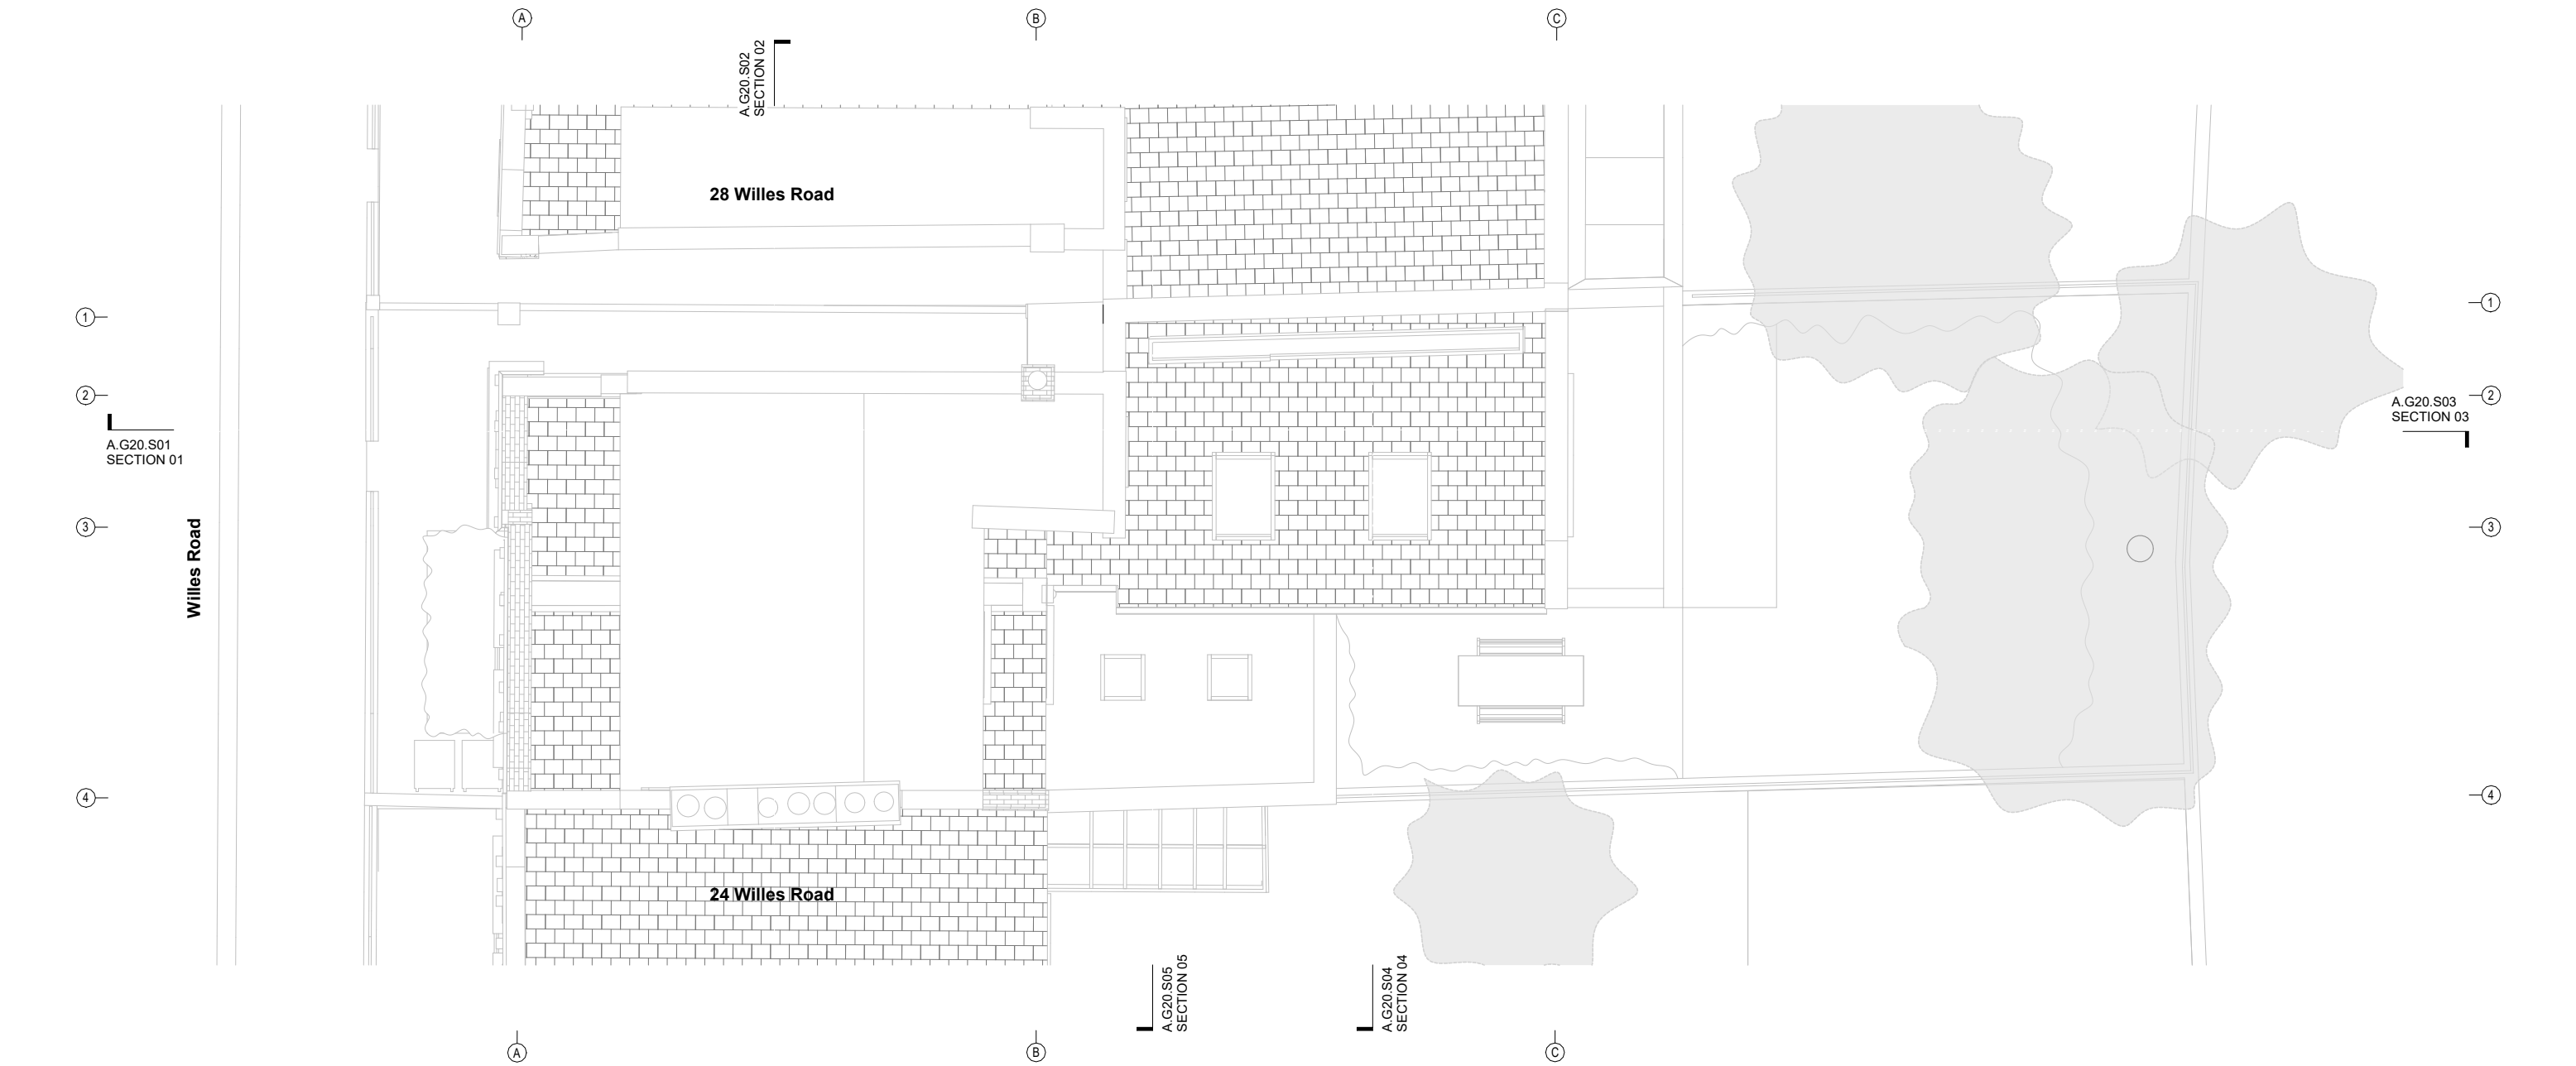 A
B
C
A.G20.S02
SECTION 02
28 Willes Road
1
1
2
2
A.G20.S03
SECTION 03
A.G20.S01
SECTION 01
3
3
Willes Road
4
4
24 Willes Road
A.G20.S05
SECTION 05
A.G20.S04
SECTION 04
A
B
C